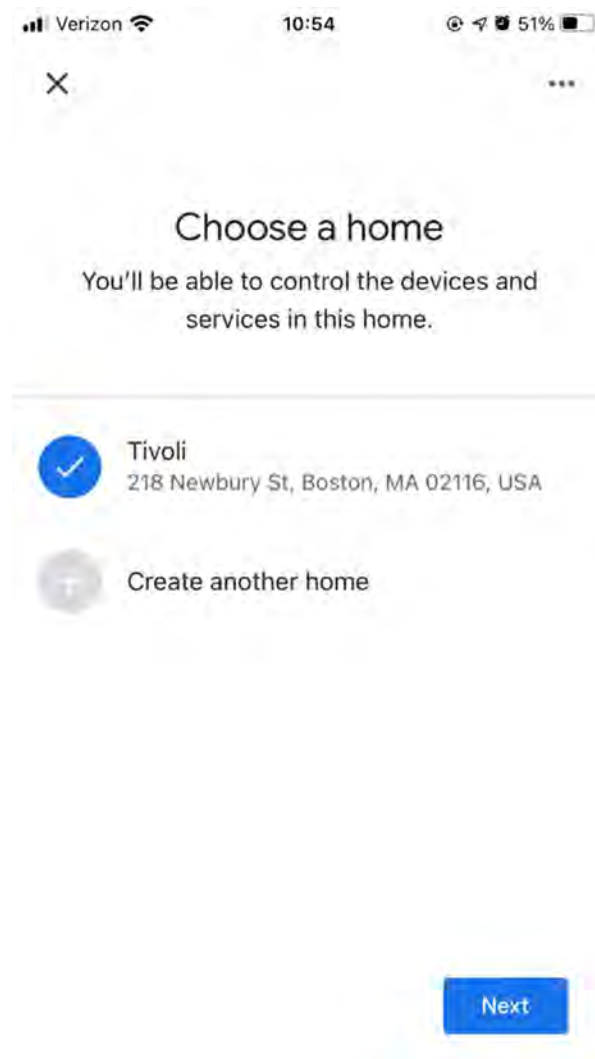 Verizon 10:54 51%
Choose a home
You'll be able to control the devices and
services in this home.
Tivoli
218 Newbury St, Boston, MA 02116, USA
Create another home
Next